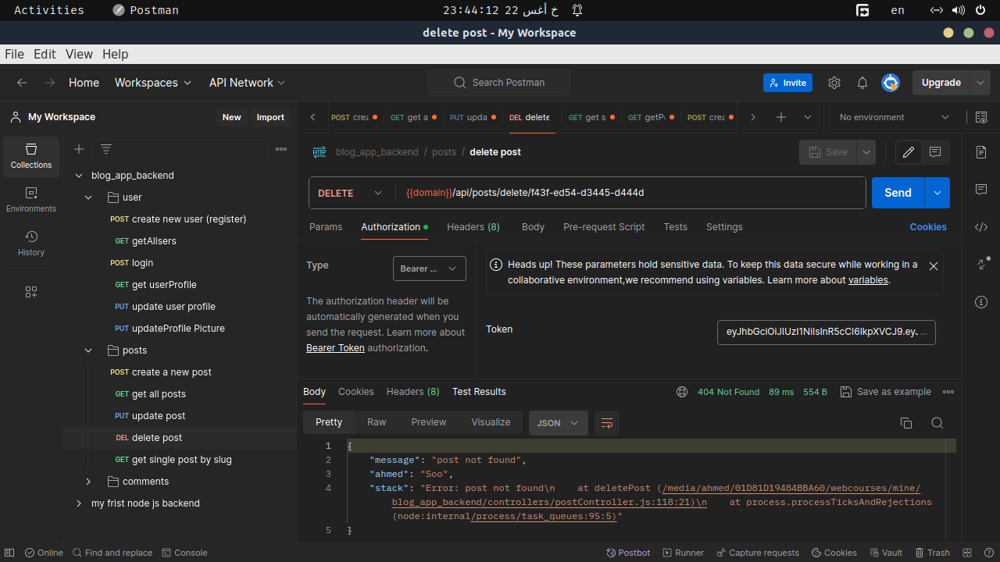 Activities Postman 23:44:12 22 خ أغس en
delete post - My Workspace
File Edit View Help
Home Workspaces API Network Search Postman Invite Upgrade
My Workspace New Import
POST crea GET get a PUT upda DEL delete GET get s GET getP POST crea No environment
Collections
Environments
History
blog_app_backend
user
POST create new user (register)
GET getAllsers
POST login
GET get userProfile
PUT update user profile
PUT updateProfile Picture
posts
POST create a new post
GET get all posts
PUT update post
DEL delete post
GET get single post by slug
comments
my frist node js backend
HTTP blog_app_backend / posts / delete post Save
DELETE {{domain}}/api/posts/delete/f43f-ed54-d3445-d444d Send
Params Authorization Headers (8) Body Pre-request Script Tests Settings Cookies
Type Bearer ...
The authorization header will be
automatically generated when you
send the request. Learn more about
Bearer Token authorization.
Heads up! These parameters hold sensitive data. To keep this data secure while working in a
collaborative environment,we recommend using variables. Learn more about variables.
Token
Body Cookies Headers (8) Test Results 404 Not Found 89 ms 554 B Save as example
Pretty Raw Preview Visualize JSON
1 {
2 "message": "post not found",
3 "ahmed": "Soo",
4 "stack": "Error: post not found\n    at deletePost (/media/ahmed/01D81D19484BBA60/webcourses/mine/
blog_app_backend/controllers/postController.js:118:21)\n    at process.processTicksAndRejections
(node:internal/process/task_queues:95:5)"
5 }
Online Find and replace Console Postbot Runner Capture requests Cookies Vault Trash